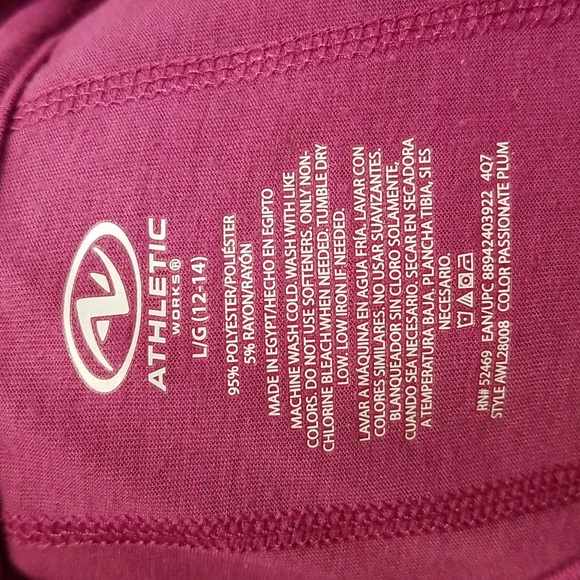 ATHLETIC
WORKS®
L/G (12-14)
95% POLYESTER/POLIÉSTER
5% RAYON/RAYÓN
MADE IN EGYPT/HECHO EN EGIPTO
MACHINE WASH COLD. WASH WITH LIKE
COLORS. DO NOT USE SOFTENERS. ONLY NON-
CHLORINE BLEACH WHEN NEEDED. TUMBLE DRY
LOW. LOW IRON IF NEEDED.
LAVAR A MÁQUINA EN AGUA FRÍA. LAVAR CON
COLORES SIMILARES. NO USAR SUAVIZANTES.
BLANQUEADOR SIN CLORO SOLAMENTE,
CUANDO SEA NECESARIO. SECAR EN SECADORA
A TEMPERATURA BAJA. PLANCHA TIBIA, SI ES
NECESARIO.
RN# 52469 EAN/UPC 88942403922 4Q7
STYLE AWL28008 COLOR PASSIONATE PLUM